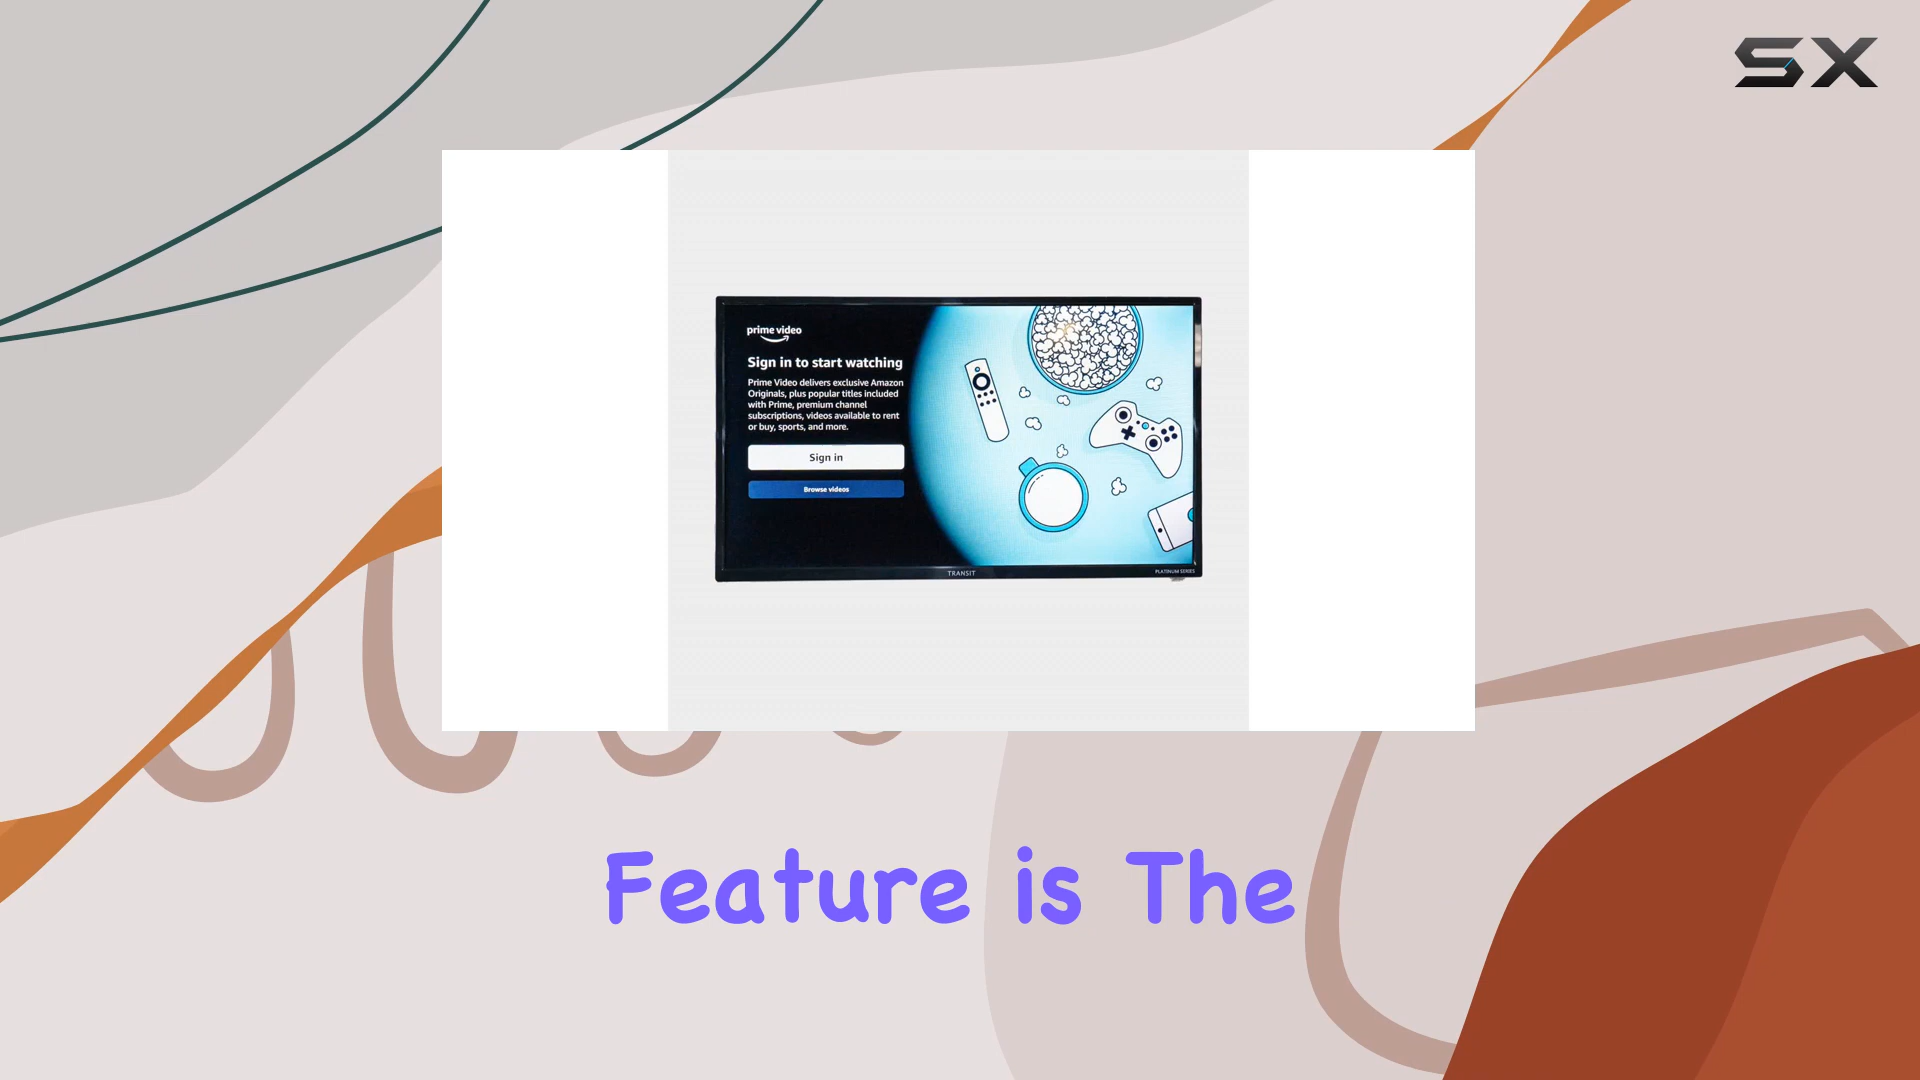 SX
prime video
Sign in to start watching
Prime Video delivers exclusive Amazon
Originals, plus popular titles included
with Prime, premium channel
subscriptions, videos available to rent
or buy, sports, and more.
Sign in
Browse videos
TRANSIT
PLATINUM SERIES
Feature is The